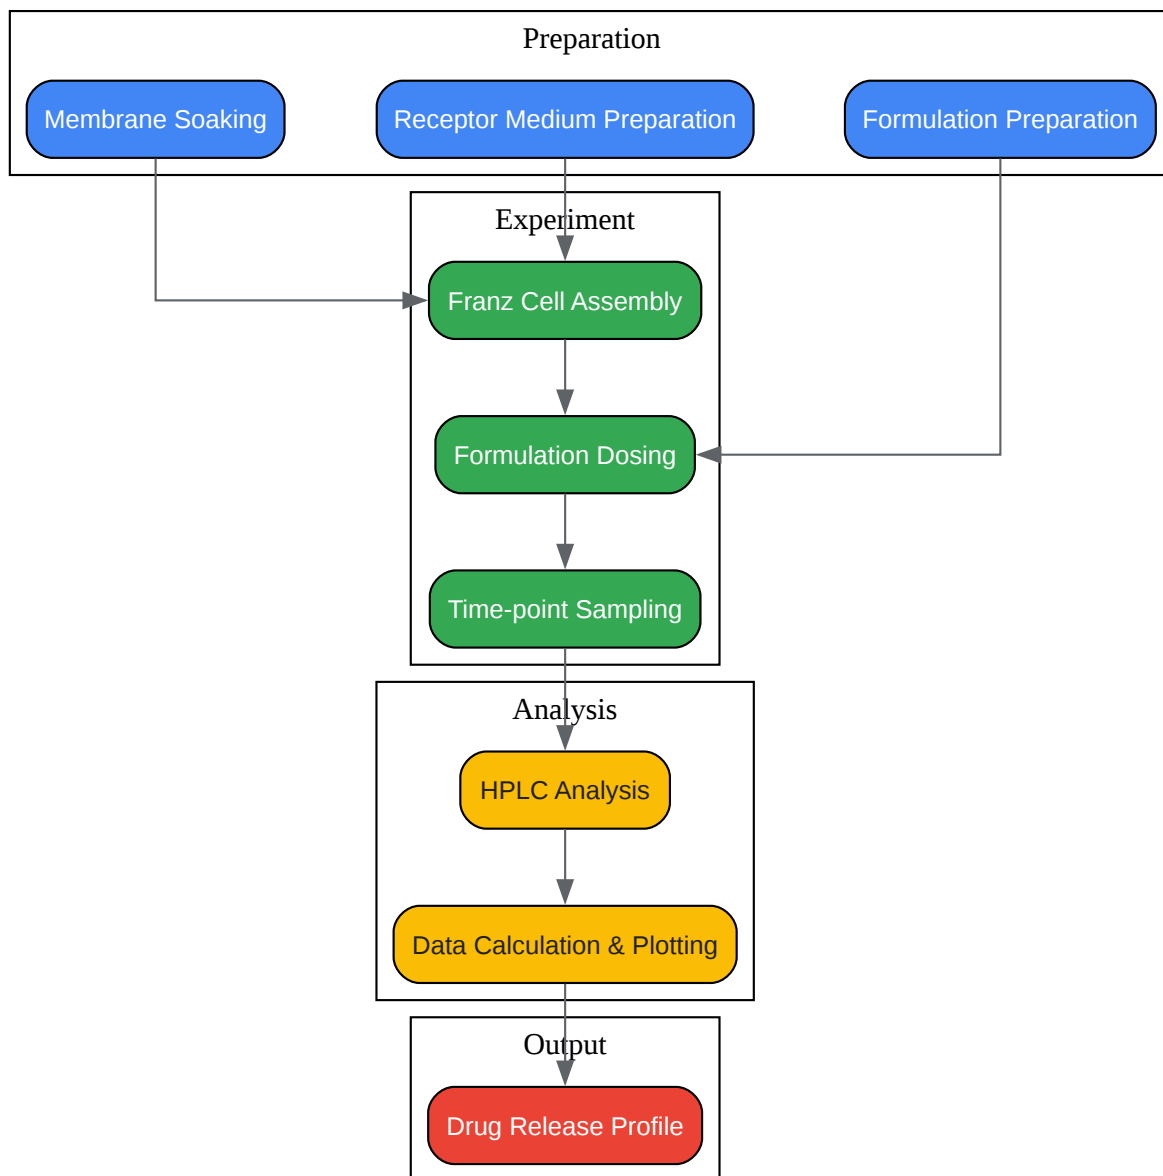 Preparation
Membrane Soaking
Receptor Medium Preparation
Formulation Preparation
Experiment
Franz Cell Assembly
Formulation Dosing
Time-point Sampling
Analysis
HPLC Analysis
Data Calculation & Plotting
Output
Drug Release Profile